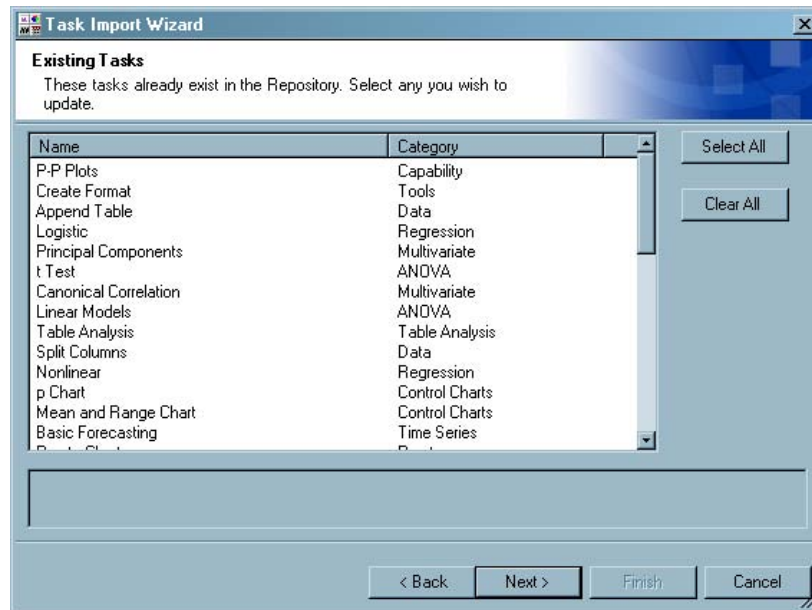 Task Import Wizard
Existing Tasks
These tasks already exist in the Repository. Select any you wish to
update.
Name Category
P-P Plots Capability
Create Format Tools
Append Table Data
Logistic Regression
Principal Components Multivariate
t Test ANOVA
Canonical Correlation Multivariate
Linear Models ANOVA
Table Analysis Table Analysis
Split Columns Data
Nonlinear Regression
p Chart Control Charts
Mean and Range Chart Control Charts
Basic Forecasting Time Series
Select All
Clear All
< Back Next > Finish Cancel